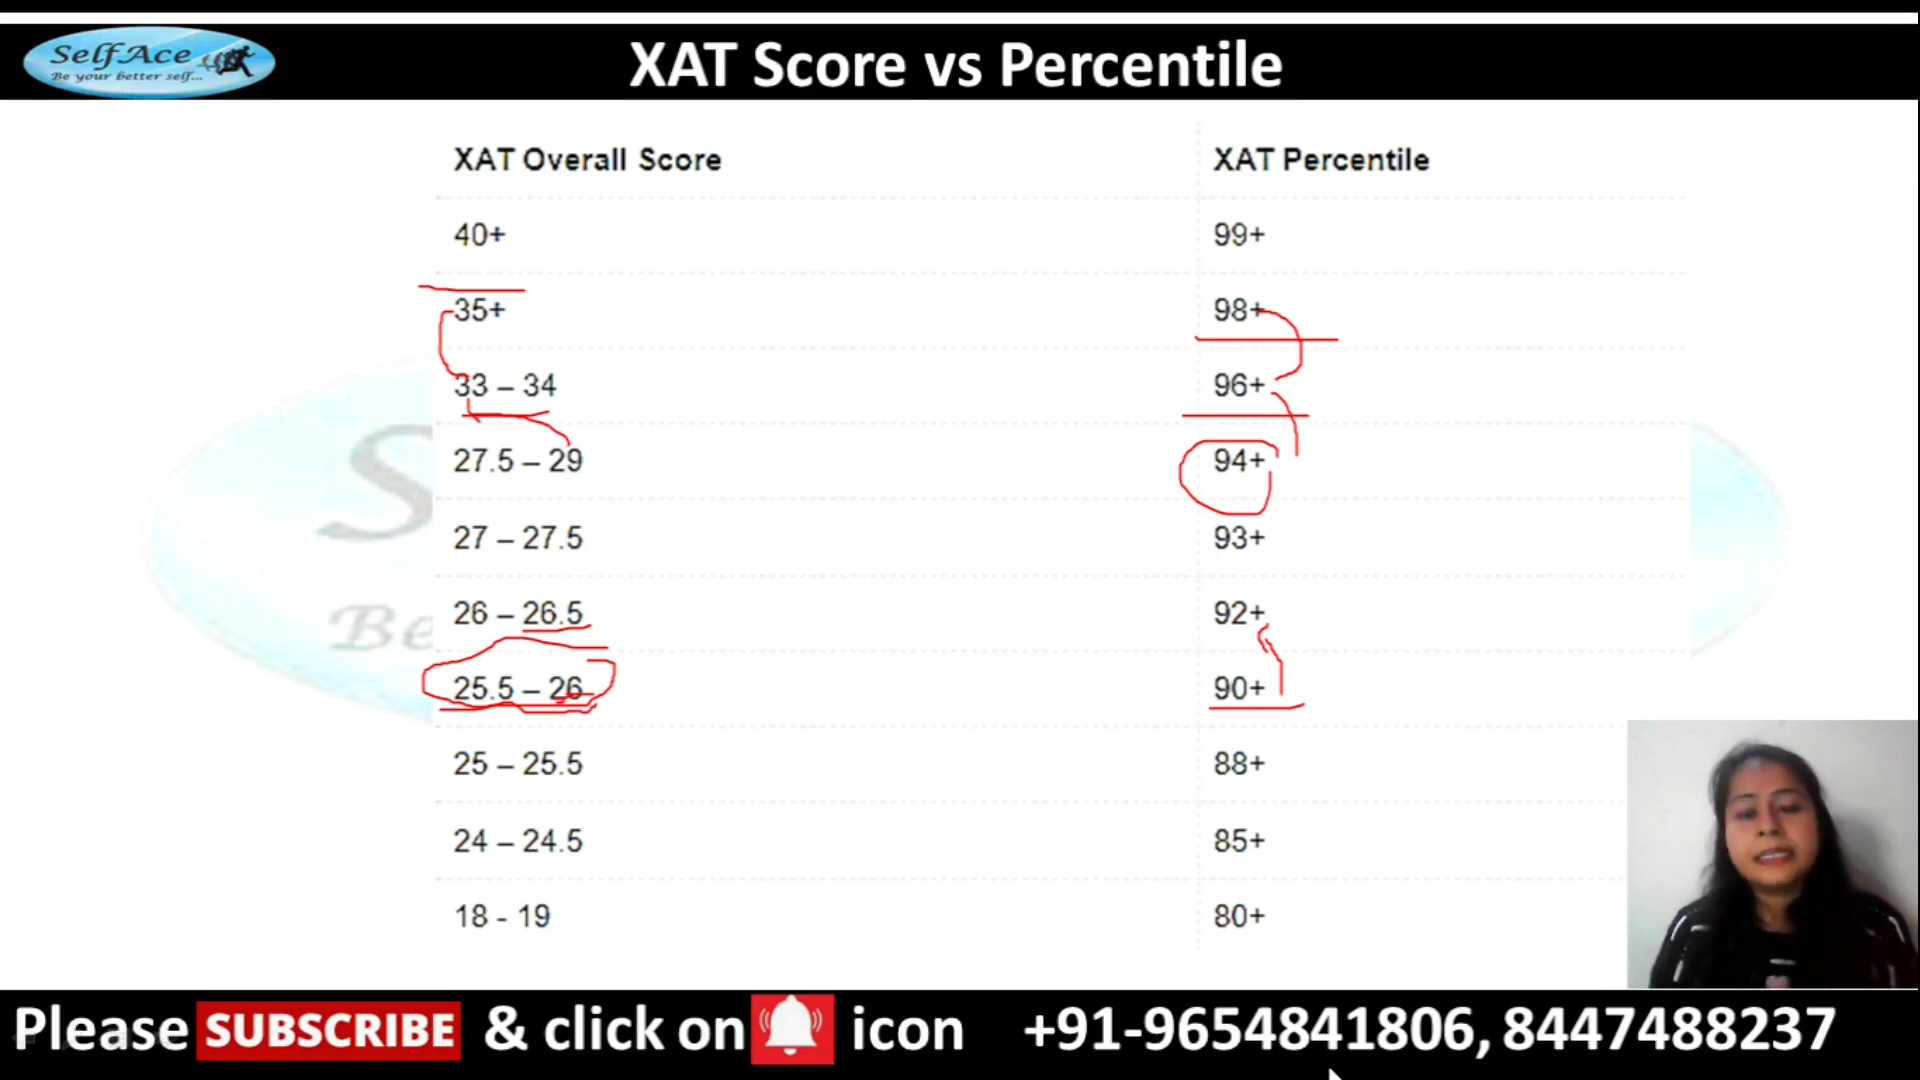 SelfAce
Be your better self...
XAT Score vs Percentile
XAT Overall Score XAT Percentile
40+ 99+
35+ 98+
33 – 34 96+
27.5 – 29 94+
27 – 27.5 93+
26 – 26.5 92+
25.5 – 26 90+
25 – 25.5 88+
24 – 24.5 85+
18 - 19 80+
S
Be
Please SUBSCRIBE & click on icon +91-9654841806, 8447488237